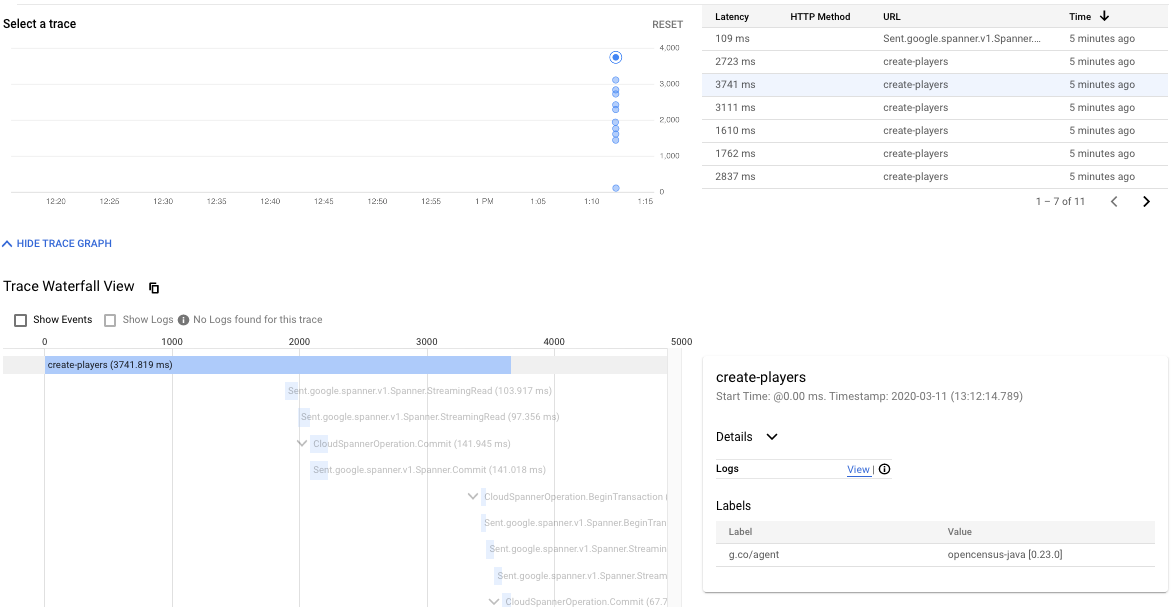 Select a trace
RESET
4,000
3,000
2,000
1,000
0
12:20 12:25 12:30 12:35 12:40 12:45 12:50 12:55 1 PM 1:05 1:10 1:15
Latency HTTP Method URL Time
109 ms Sent.google.spanner.v1.Spanner.... 5 minutes ago
2723 ms create-players 5 minutes ago
3741 ms create-players 5 minutes ago
3111 ms create-players 5 minutes ago
1610 ms create-players 5 minutes ago
1762 ms create-players 5 minutes ago
2837 ms create-players 5 minutes ago
1 – 7 of 11
HIDE TRACE GRAPH
Trace Waterfall View
Show Events Show Logs No Logs found for this trace
0 1000 2000 3000 4000 5000
create-players (3741.819 ms)
Sent.google.spanner.v1.Spanner.StreamingRead (103.917 ms)
Sent.google.spanner.v1.Spanner.StreamingRead (97.356 ms)
CloudSpannerOperation.Commit (141.945 ms)
Sent.google.spanner.v1.Spanner.Commit (141.018 ms)
CloudSpannerOperation.BeginTransaction (
Sent.google.spanner.v1.Spanner.BeginTran
Sent.google.spanner.v1.Spanner.Streamin
Sent.google.spanner.v1.Spanner.Stream
CloudSpannerOperation.Commit (67.7
create-players
Start Time: @0.00 ms. Timestamp: 2020-03-11 (13:12:14.789)
Details
Logs View |
Labels
Label Value
g.co/agent opencensus-java [0.23.0]